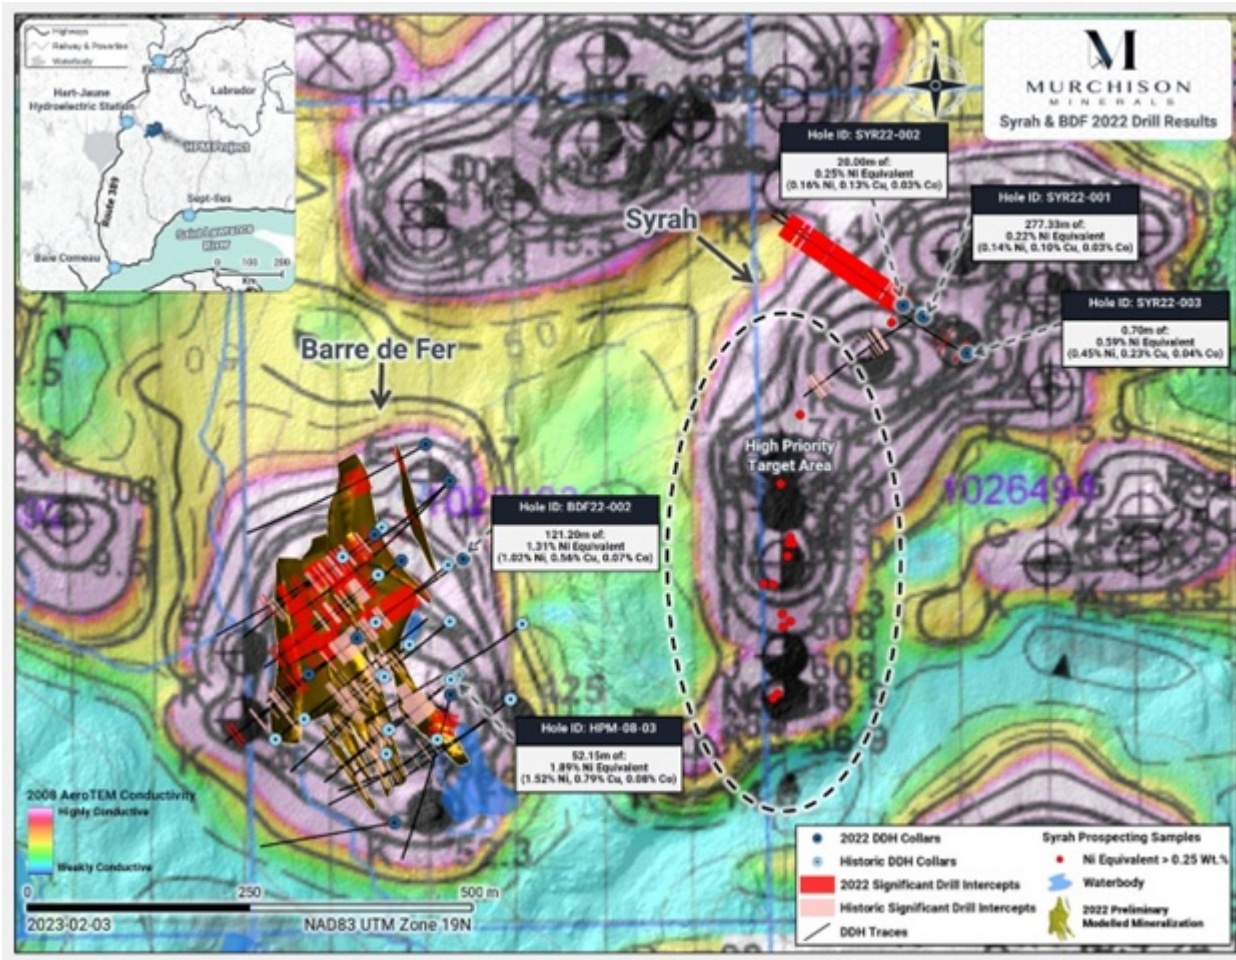 Highways
Railway & Powerline
Waterbody
Fermont
Labrador
Hart-Jaune
Hydroelectric Station
HPM Project
Route 389
Sept-Iles
Saint Lawrence
River
Baie Comeau
0 100 200
Km
N
MURCHISON
MINERALS
Syrah & BDF 2022 Drill Results
Hole ID: SYR22-002
20.00m of:
0.25% Ni Equivalent
(0.16% Ni, 0.13% Cu, 0.03% Co)
Hole ID: SYR22-001
277.33m of:
0.22% Ni Equivalent
(0.14% Ni, 0.10% Cu, 0.03% Co)
Syrah
Hole ID: SYR22-003
0.70m of:
0.59% Ni Equivalent
(0.45% Ni, 0.23% Cu, 0.04% Co)
Barre de Fer
High Priority
Target Area
1026494
Hole ID: BDF22-002
121.20m of:
1.31% Ni Equivalent
(1.02% Ni, 0.56% Cu, 0.07% Co)
Hole ID: HPM-08-03
52.15m of:
1.89% Ni Equivalent
(1.52% Ni, 0.79% Cu, 0.08% Co)
2008 AeroTEM Conductivity
Highly Conductive
Weakly Conductive
0 250 500 m
2023-02-03 NAD83 UTM Zone 19N
2022 DDH Collars
Historic DDH Collars
2022 Significant Drill Intercepts
Historic Significant Drill Intercepts
DDH Traces
Syrah Prospecting Samples
Ni Equivalent > 0.25 Wt.%
Waterbody
2022 Preliminary
Modelled Mineralization